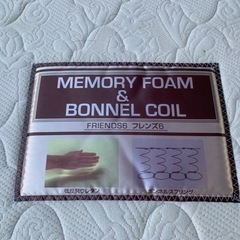 MEMORY FOAM
&
BONNEL COIL
FRIENDS6 フレンズ6
低反発ウレタン
ボンネルスプリング